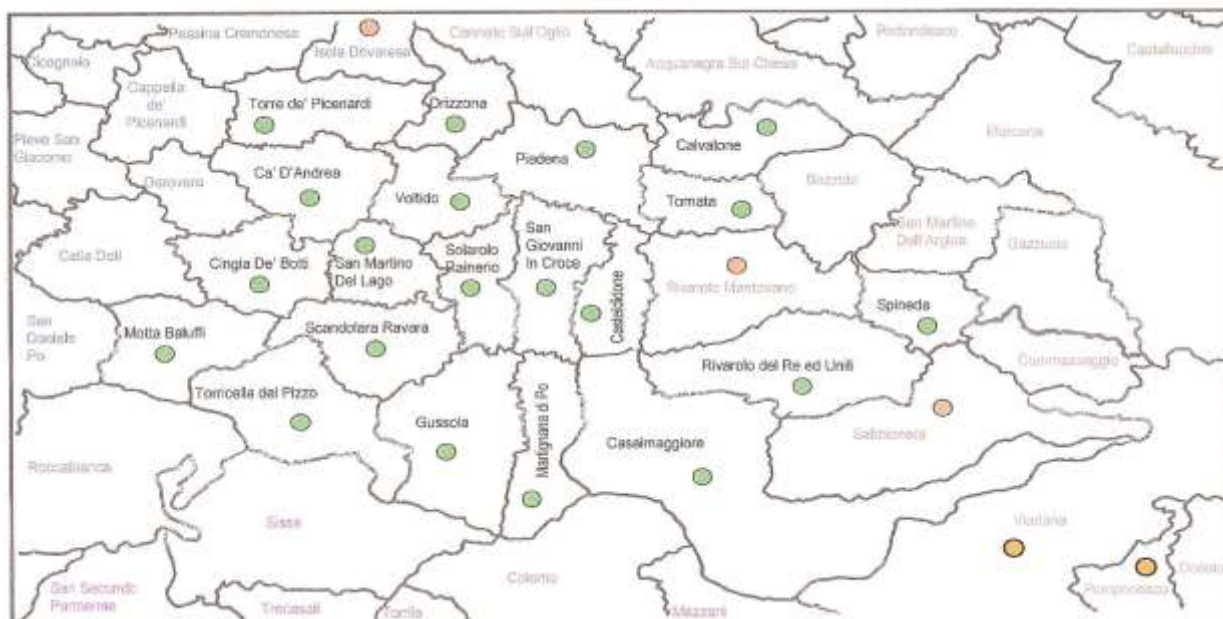 Pessina Cremonese
Isola Dovarese
Canneto Sull'Oglio
Redondesco
Castellucchio
Cicognolo
Acquanegra Sul Chiese
Cappella
de'
Picenardi
Torre de' Picenardi
Drizzona
Marcaria
Pieve San
Giacomo
Piadena
Calvatone
Derovere
Ca' D'Andrea
Bozzolo
Voltido
Tornata
San Martino
Dell'Argine
Gazzuolo
Cella Dati
Cingia De' Botti
San Martino
Del Lago
Solarolo
Rainerio
San
Giovanni
In Croce
Casteldidone
Rivarolo Mantovano
Spineda
San
Daniele
Po
Motta Baluffi
Scandolara Ravara
Rivarolo del Re ed Uniti
Commessaggio
Torricella del Pizzo
Gussola
Martignana di Po
Casalmaggiore
Sabbioneta
Roccabianca
Sissa
Viadana
San Secondo
Parmense
Trecasali
Torrile
Colorno
Mezzani
Pomponesco